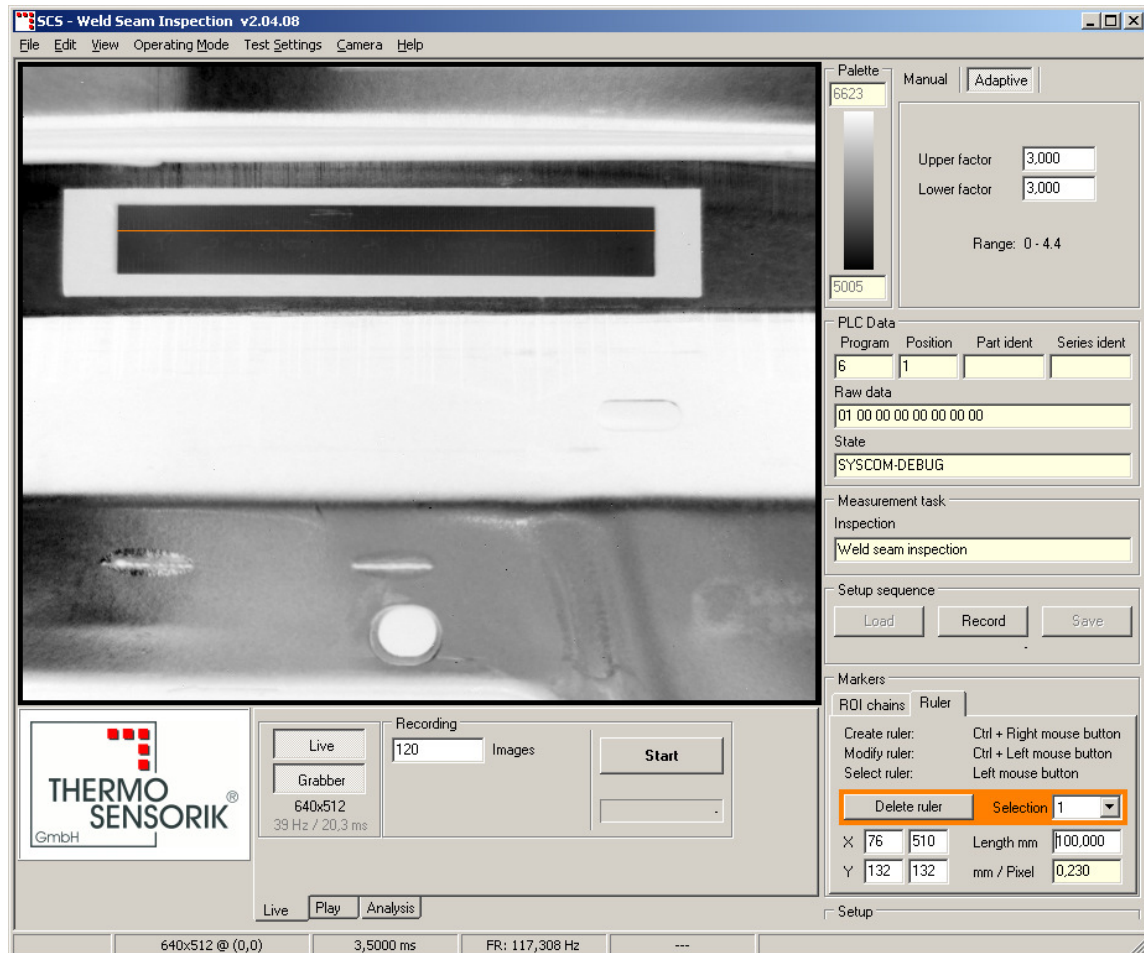 SCS - Weld Seam Inspection v2.04.08
File Edit View Operating Mode Test Settings Camera Help
Palette
6623
5005
Manual Adaptive
Upper factor 3,000
Lower factor 3,000
Range: 0 - 4.4
PLC Data
Program Position Part ident Series ident
6 1
Raw data
01 00 00 00 00 00 00 00
State
SYSCOM-DEBUG
Measurement task
Inspection
Weld seam inspection
Setup sequence
Load Record Save
-
Markers
ROI chains Ruler
Create ruler: Ctrl + Right mouse button
Modify ruler: Ctrl + Left mouse button
Select ruler: Left mouse button
Delete ruler Selection 1
X 76 510 Length mm 100,000
Y 132 132 mm / Pixel 0,230
Setup
THERMO
SENSORIK ®
GmbH
Live
Grabber
640x512
39 Hz / 20,3 ms
Recording
120 Images
Start
-
Live Play Analysis
640x512 @ (0,0) 3,5000 ms FR: 117,308 Hz ---